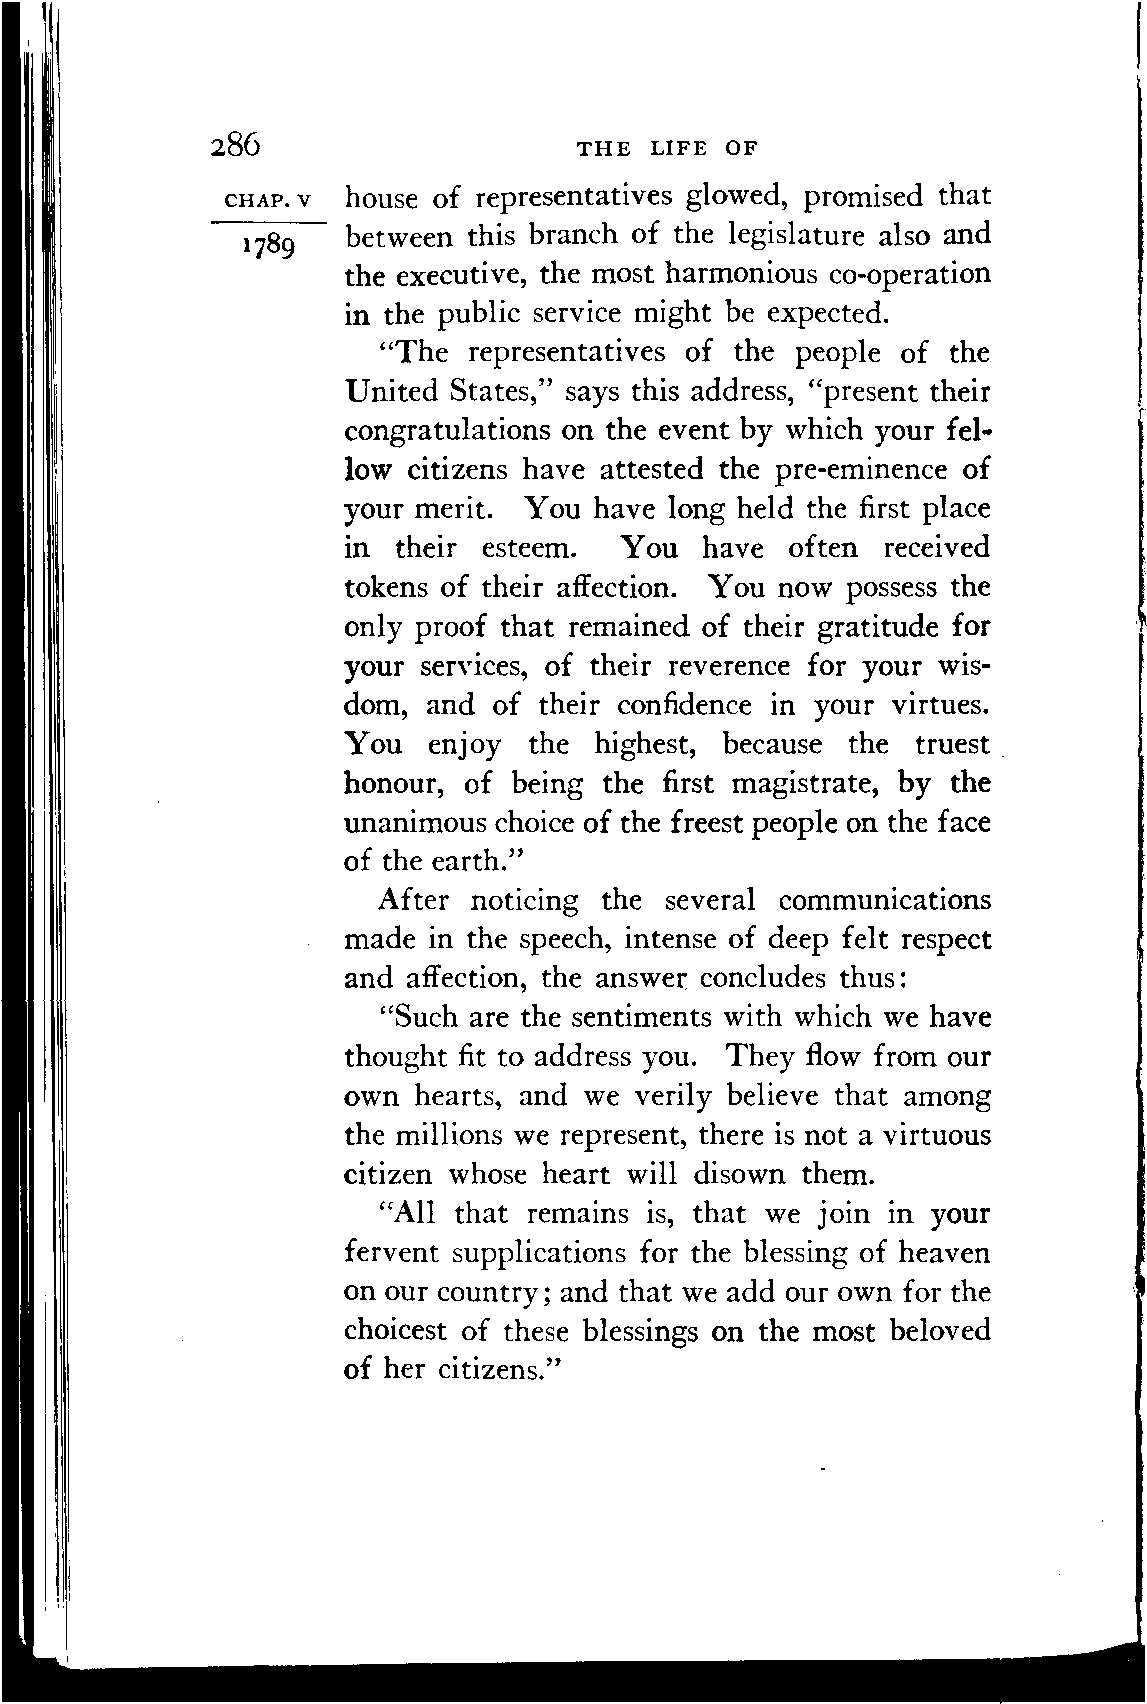 286 THE LIFE OF
CHAP. V
1789
house of representatives glowed, promised that
between this branch of the legislature also and
the executive, the most harmonious co-operation
in the public service might be expected.
"The representatives of the people of the
United States," says this address, "present their
congratulations on the event by which your fel-
low citizens have attested the pre-eminence of
your merit. You have long held the first place
in their esteem. You have often received
tokens of their affection. You now possess the
only proof that remained of their gratitude for
your services, of their reverence for your wis-
dom, and of their confidence in your virtues.
You enjoy the highest, because the truest
honour, of being the first magistrate, by the
unanimous choice of the freest people on the face
of the earth."
After noticing the several communications
made in the speech, intense of deep felt respect
and affection, the answer concludes thus:
"Such are the sentiments with which we have
thought fit to address you. They flow from our
own hearts, and we verily believe that among
the millions we represent, there is not a virtuous
citizen whose heart will disown them.
"All that remains is, that we join in your
fervent supplications for the blessing of heaven
on our country; and that we add our own for the
choicest of these blessings on the most beloved
of her citizens."